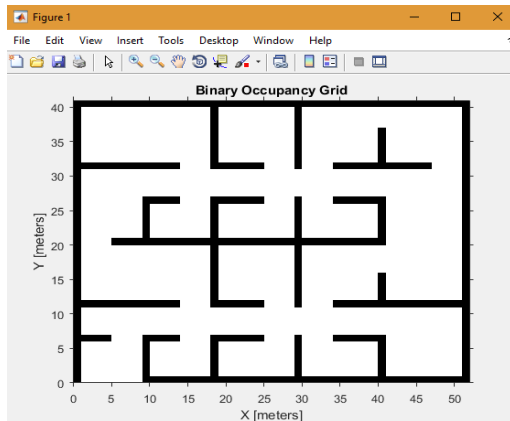 Figure 1
File Edit View Insert Tools Desktop Window Help
Binary Occupancy Grid
40
35
30
25
20
15
10
5
0
Y [meters]
0 5 10 15 20 25 30 35 40 45 50
X [meters]